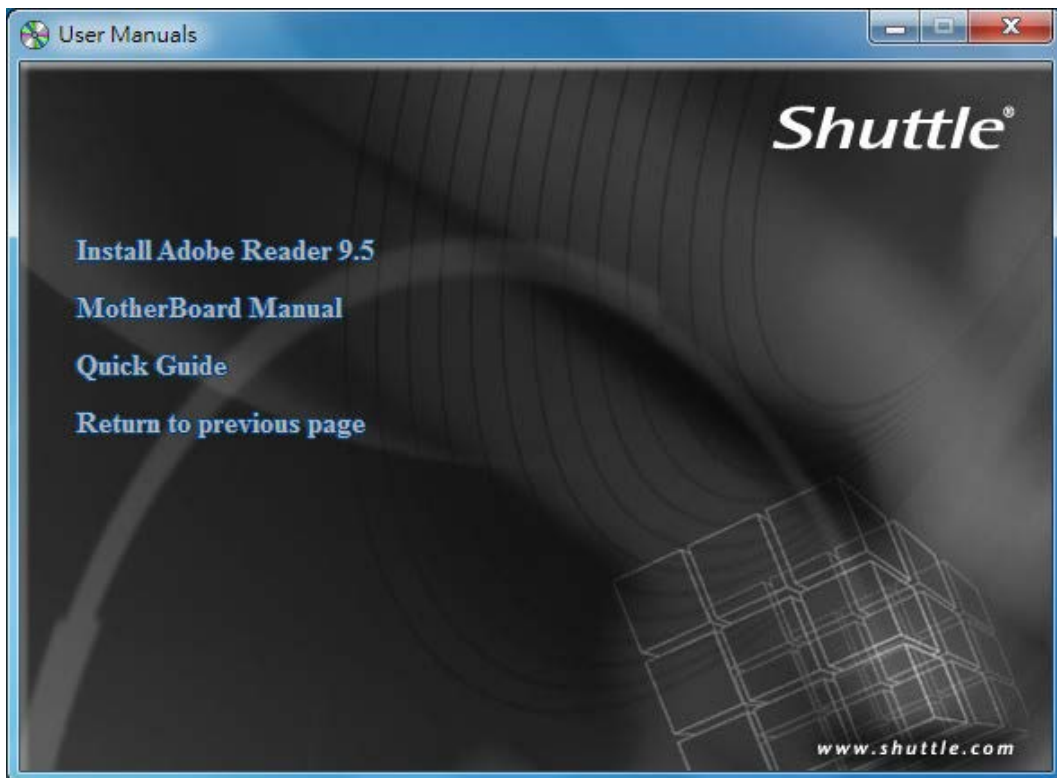 User Manuals
Shuttle®
Install Adobe Reader 9.5
MotherBoard Manual
Quick Guide
Return to previous page
www.shuttle.com